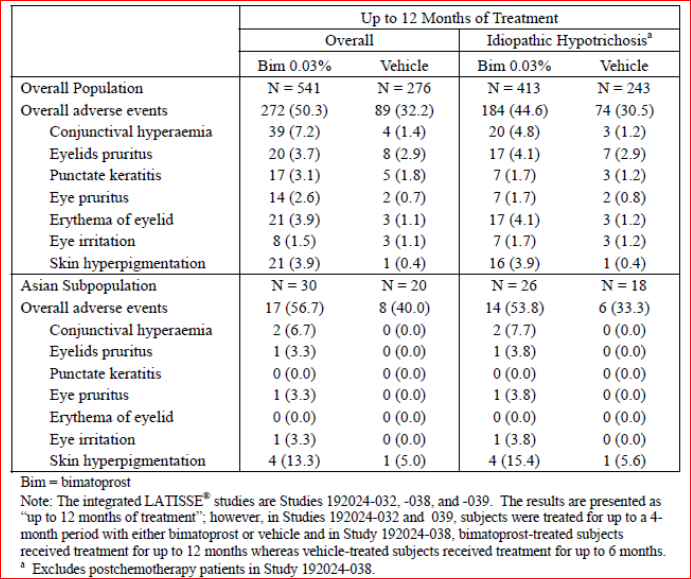 Up to 12 Months of Treatment
Overall Idiopathic Hypotrichosisᵃ
Bim 0.03% Vehicle Bim 0.03% Vehicle
Overall Population N = 541 N = 276 N = 413 N = 243
Overall adverse events 272 (50.3) 89 (32.2) 184 (44.6) 74 (30.5)
Conjunctival hyperaemia 39 (7.2) 4 (1.4) 20 (4.8) 3 (1.2)
Eyelids pruritus 20 (3.7) 8 (2.9) 17 (4.1) 7 (2.9)
Punctate keratitis 17 (3.1) 5 (1.8) 7 (1.7) 3 (1.2)
Eye pruritus 14 (2.6) 2 (0.7) 7 (1.7) 2 (0.8)
Erythema of eyelid 21 (3.9) 3 (1.1) 17 (4.1) 3 (1.2)
Eye irritation 8 (1.5) 3 (1.1) 7 (1.7) 3 (1.2)
Skin hyperpigmentation 21 (3.9) 1 (0.4) 16 (3.9) 1 (0.4)
Asian Subpopulation N = 30 N = 20 N = 26 N = 18
Overall adverse events 17 (56.7) 8 (40.0) 14 (53.8) 6 (33.3)
Conjunctival hyperaemia 2 (6.7) 0 (0.0) 2 (7.7) 0 (0.0)
Eyelids pruritus 1 (3.3) 0 (0.0) 1 (3.8) 0 (0.0)
Punctate keratitis 0 (0.0) 0 (0.0) 0 (0.0) 0 (0.0)
Eye pruritus 1 (3.3) 0 (0.0) 1 (3.8) 0 (0.0)
Erythema of eyelid 0 (0.0) 0 (0.0) 0 (0.0) 0 (0.0)
Eye irritation 1 (3.3) 0 (0.0) 1 (3.8) 0 (0.0)
Skin hyperpigmentation 4 (13.3) 1 (5.0) 4 (15.4) 1 (5.6)
Bim = bimatoprost
Note: The integrated LATISSE® studies are Studies 192024-032, -038, and -039. The results are presented as
“up to 12 months of treatment”; however, in Studies 192024-032 and 039, subjects were treated for up to a 4-
month period with either bimatoprost or vehicle and in Study 192024-038, bimatoprost-treated subjects
received treatment for up to 12 months whereas vehicle-treated subjects received treatment for up to 6 months.
ᵃ Excludes postchemotherapy patients in Study 192024-038.